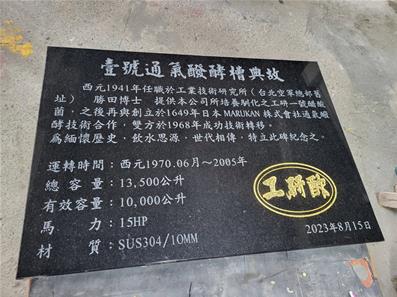 壹號通氣醱酵槽典故
西元1941年任職於工業技術研究所(台北空軍總部舊
址) 勝田博士 提供本公司所培養馴化之工研一號醋酸
菌,之後再與創立於1649年日本MARUKAN株式會社通氣醱
酵技術合作,雙方於1968年成功技術轉移。
為緬懷歷史,飲水思源,世代相傳,特立此碑紀念之。
運轉時間:西元1970.06月~2005年
總容量:13,500公升
有效容量:10,000公升
馬力:15HP
材質:SUS304/10MM
工研酢
2023年8月15日